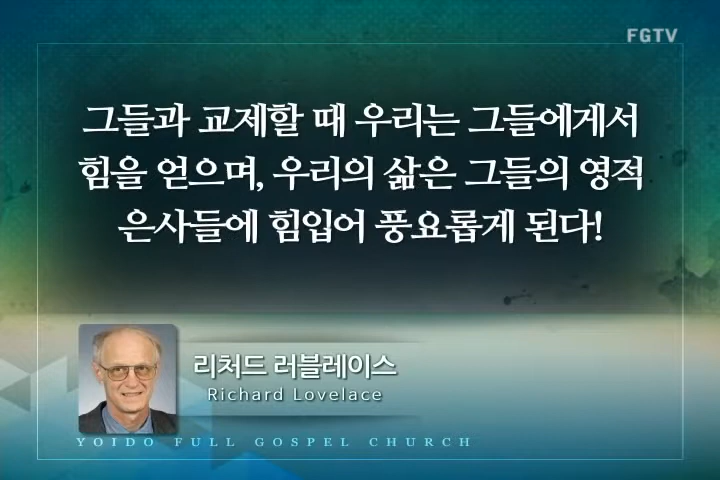 FGTV
그들과 교제할 때 우리는 그들에게서
힘을 얻으며, 우리의 삶은 그들의 영적
은사들에 힘입어 풍요롭게 된다!
리처드 러블레이스
Richard Lovelace
YOIDO FULL GOSPEL CHURCH